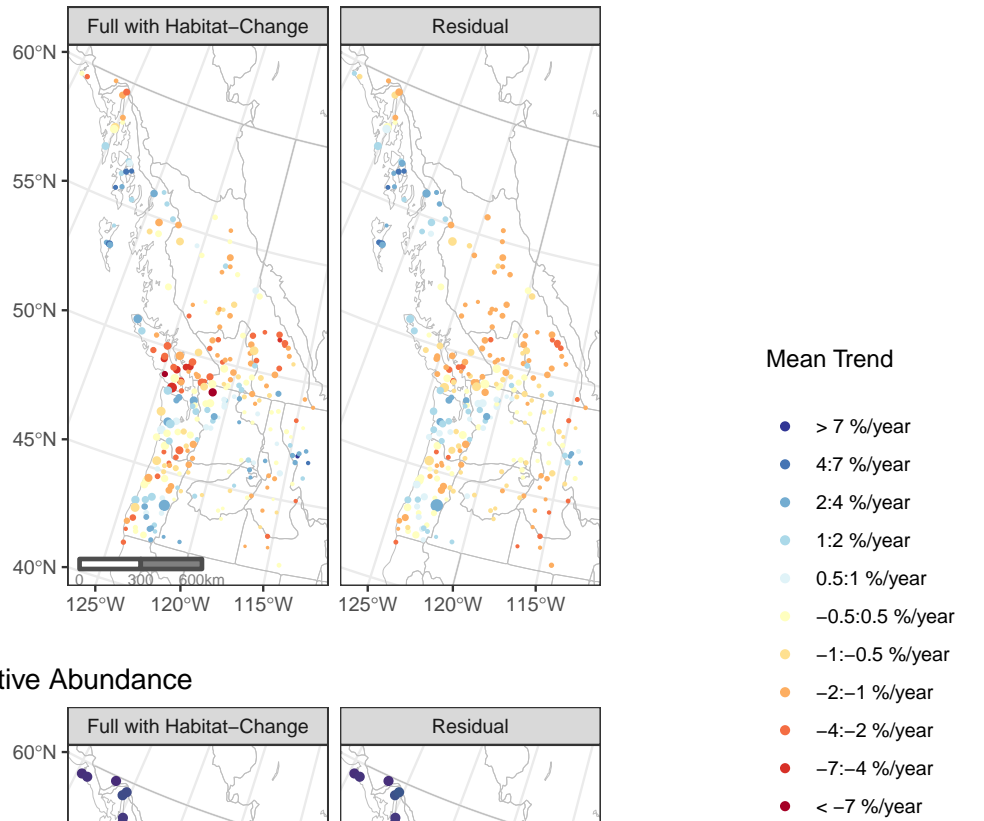 Full with Habitat−Change
Residual
60°N
55°N
50°N
45°N
40°N
0 300 600km
125°W 120°W 115°W
125°W 120°W 115°W
Mean Trend
> 7 %/year
4:7 %/year
2:4 %/year
1:2 %/year
0.5:1 %/year
−0.5:0.5 %/year
−1:−0.5 %/year
−2:−1 %/year
−4:−2 %/year
−7:−4 %/year
< −7 %/year
tive Abundance
Full with Habitat−Change
Residual
60°N